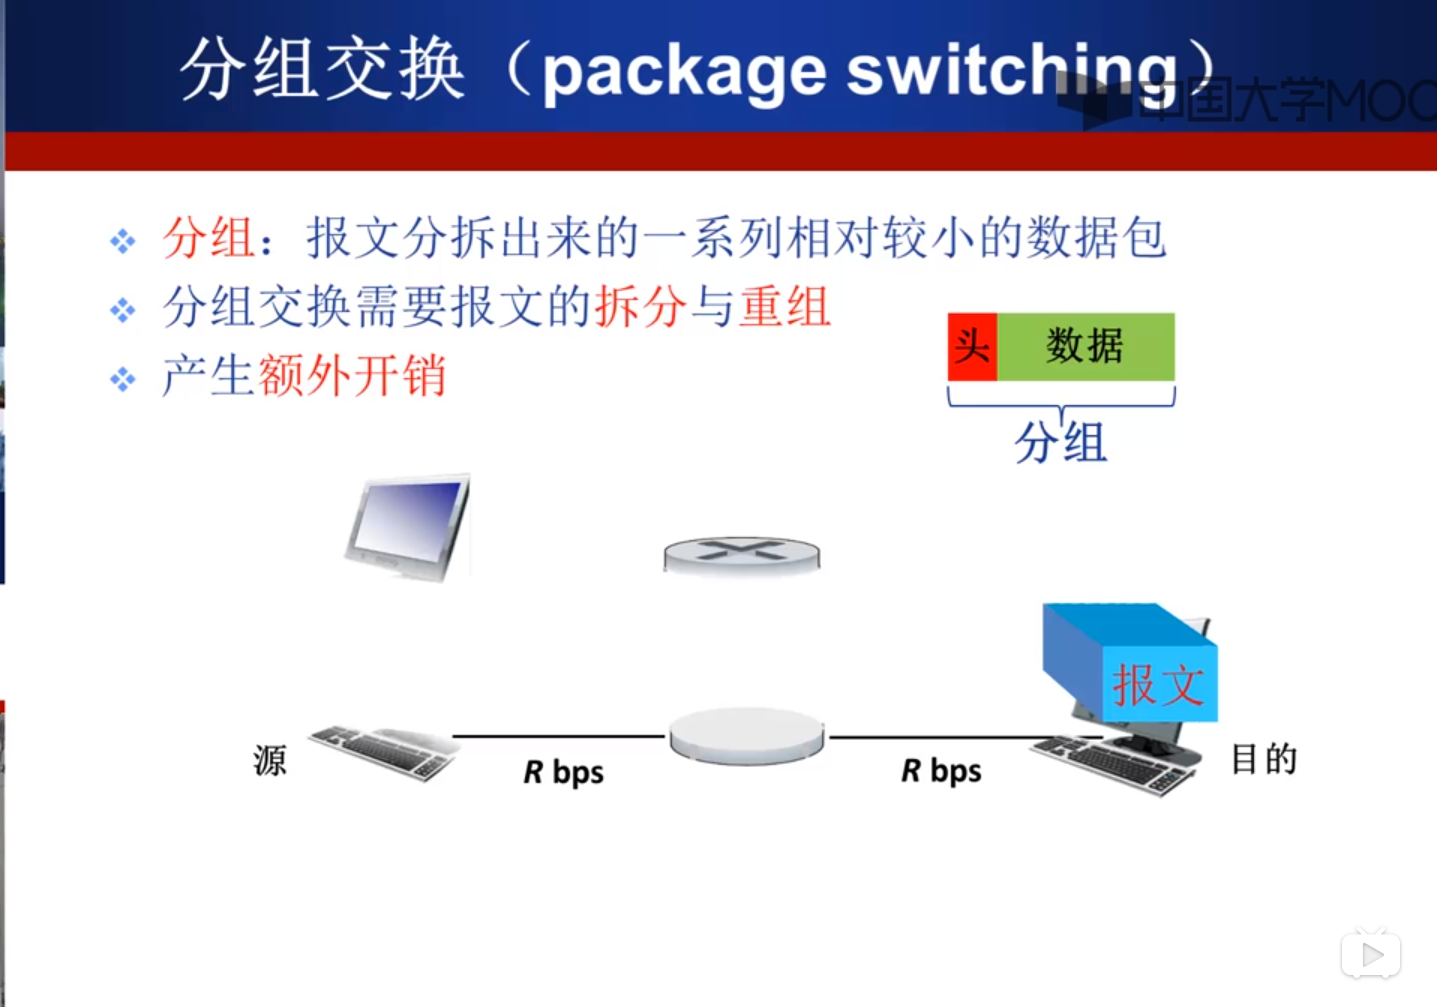 分组交换（package switching）
中国大学MOO
分组：报文分拆出来的一系列相对较小的数据包
分组交换需要报文的拆分与重组
产生额外开销
头 数据
分组
报文
源
R bps
R bps
目的